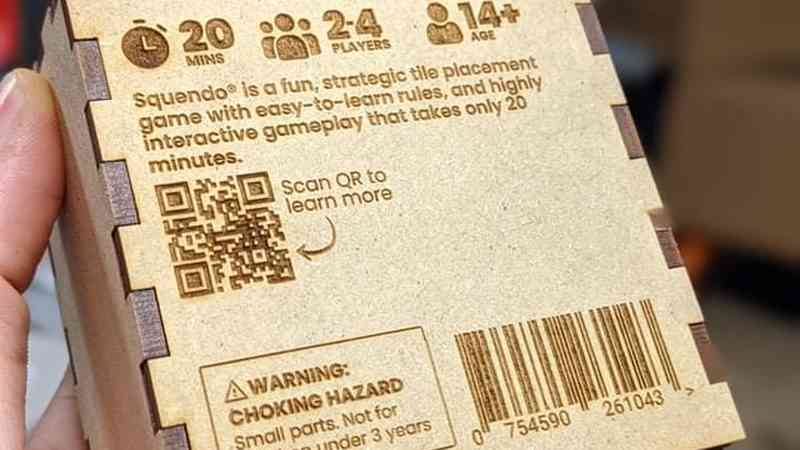 20 MINS
2-4 PLAYERS
14+ AGE
Squendo® is a fun, strategic tile placement
game with easy-to-learn rules, and highly
interactive gameplay that takes only 20
minutes.
Scan QR to
learn more
WARNING:
CHOKING HAZARD
Small parts. Not for
under 3 years
0 754590 261043 >